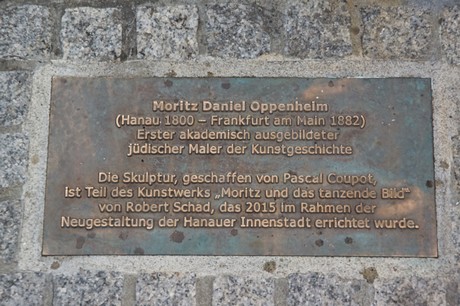 Moritz Daniel Oppenheim
(Hanau 1800 – Frankfurt am Main 1882)
Erster akademisch ausgebildeter
jüdischer Maler der Kunstgeschichte
Die Skulptur, geschaffen von Pascal Coupot,
ist Teil des Kunstwerks „Moritz und das tanzende Bild“
von Robert Schad, das 2015 im Rahmen der
Neugestaltung der Hanauer Innenstadt errichtet wurde.